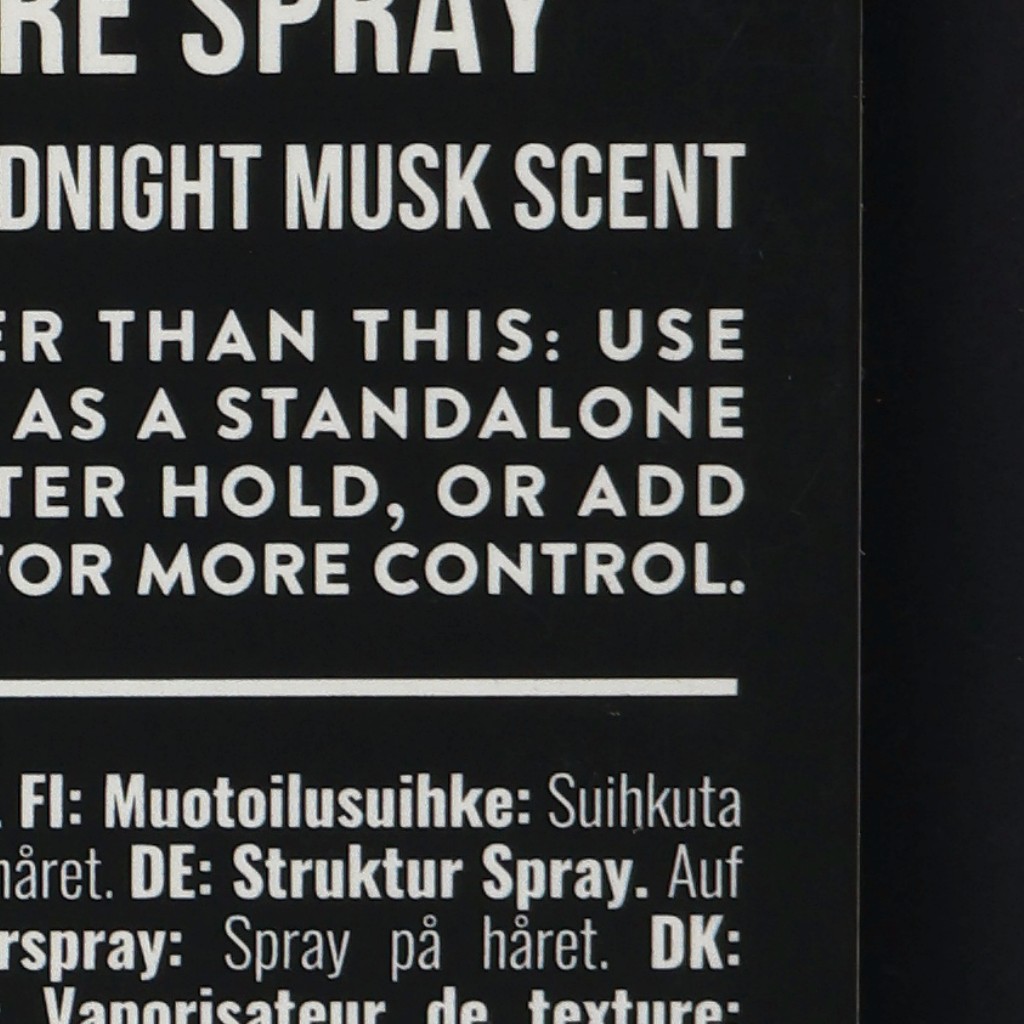 RE SPRAY
DNIGHT MUSK SCENT
ER THAN THIS: USE
AS A STANDALONE
TER HOLD, OR ADD
FOR MORE CONTROL.
FI: Muotoilusuihke: Suihkuta
håret. DE: Struktur Spray. Auf
rspray: Spray på håret. DK:
Vaporisateur de texture: